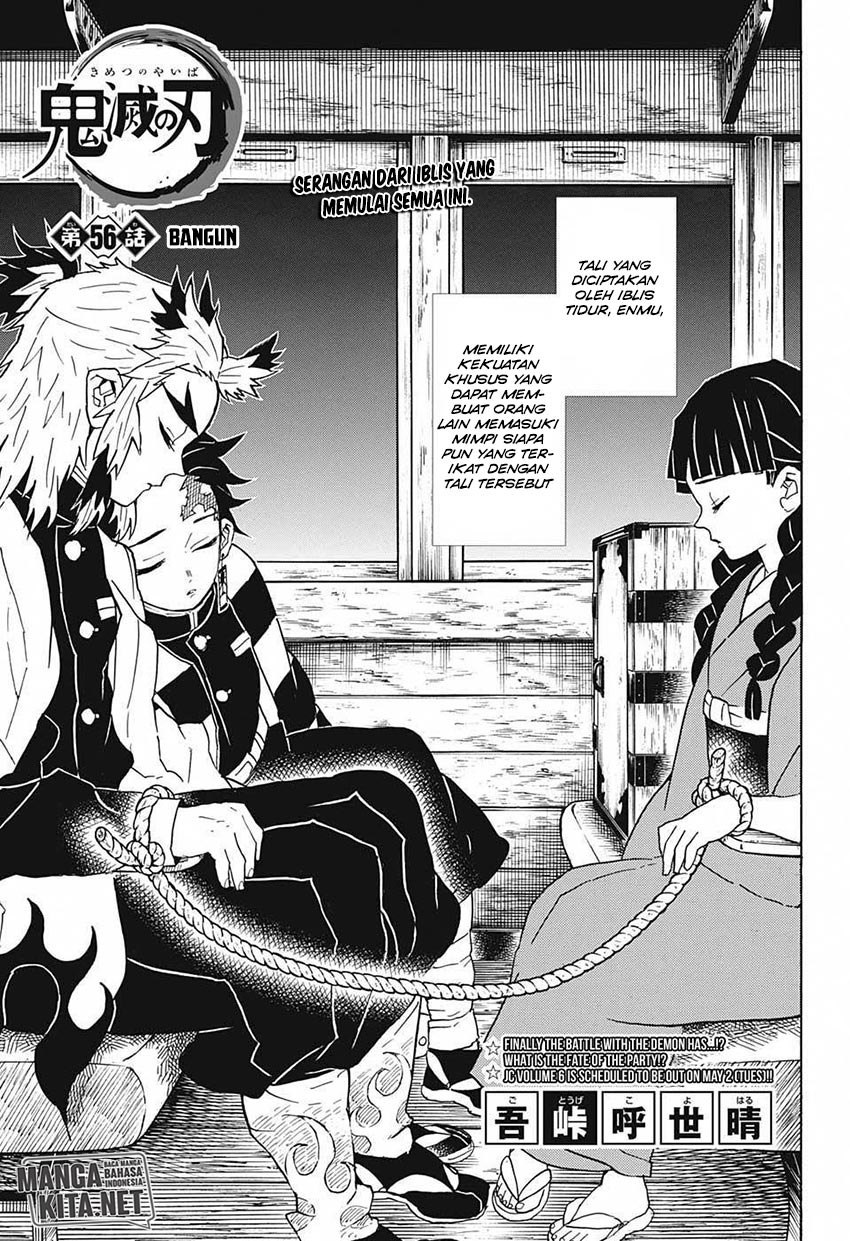 きめつのやいば
鬼滅の刃
第56話 BANGUN
SERANGAN DARI IBLIS YANG
MEMULAI SEMUA INI.
TALI YANG
DICIPTAKAN
OLEH IBLIS
TIDUR, ENMU,
MEMILIKI
KEKUATAN
KHUSUS YANG
DAPAT MEM-
BUAT ORANG
LAIN MEMASUKI
MIMPI SIAPA
PUN YANG TER-
IKAT DENGAN
TALI TERSEBUT
☆ FINALLY THE BATTLE WITH THE DEMON HAS...!?
WHAT IS THE FATE OF THE PARTY!?
☆ JC VOLUME 6 IS SCHEDULED TO BE OUT ON MAY 2 (TUES)!!
ご とうげ こ よ はる
吾峠呼世晴
MANGA BACA MANGA
BAHASA
INDONESIA
KITA.NET